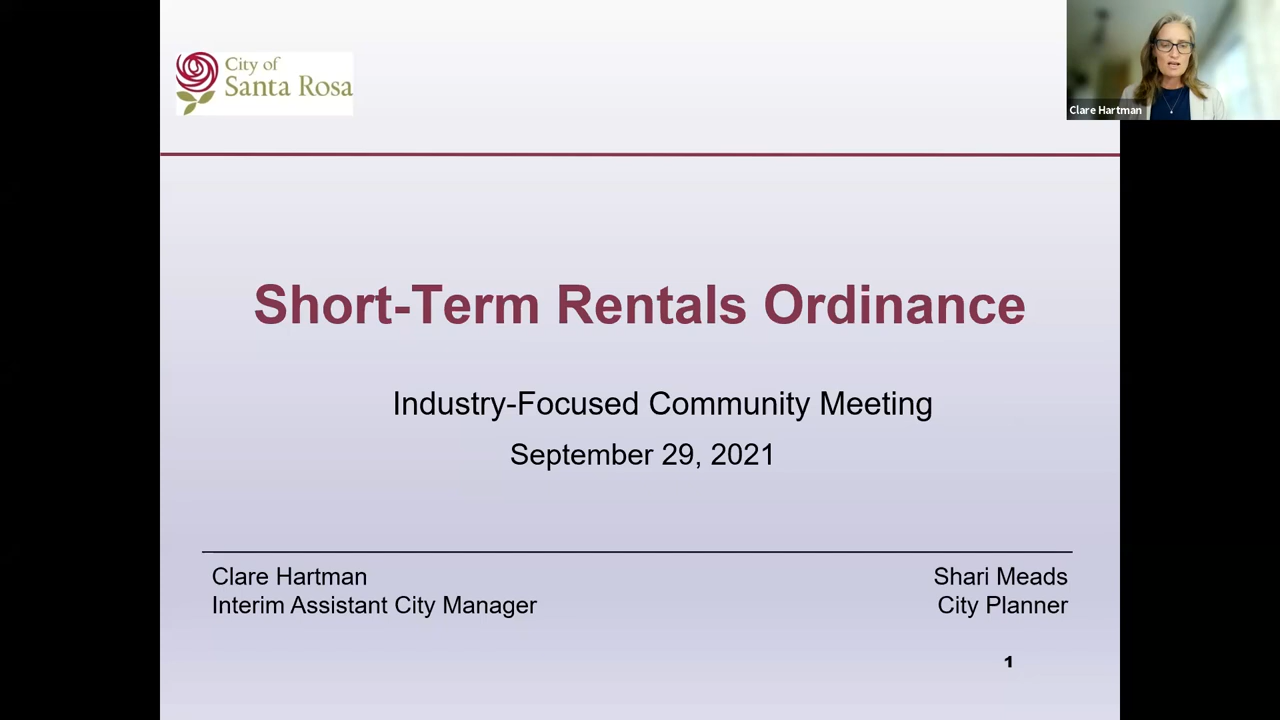 City of
Santa Rosa
Clare Hartman
Short-Term Rentals Ordinance
Industry-Focused Community Meeting
September 29, 2021
Clare Hartman
Interim Assistant City Manager
Shari Meads
City Planner
1